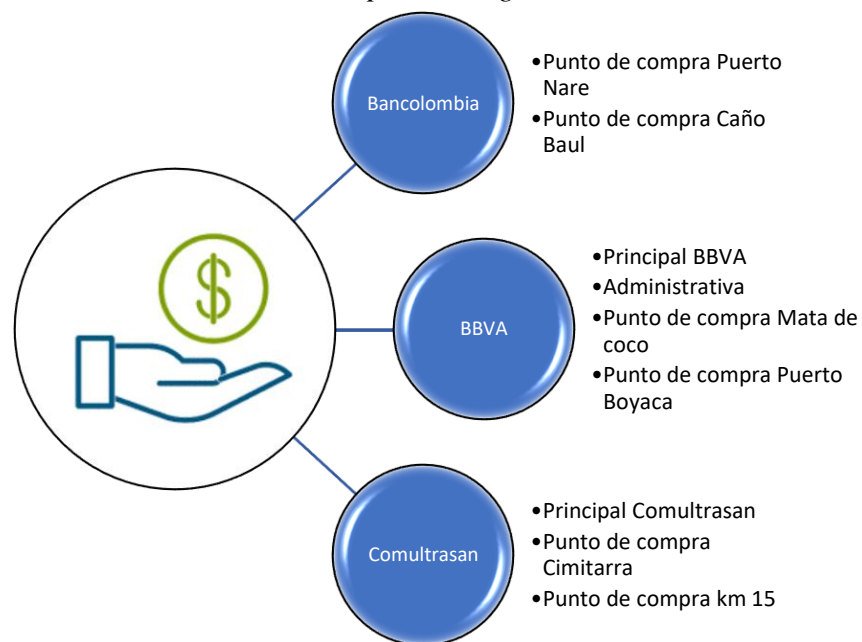 Bancolombia
•Punto de compra Puerto
Nare
•Punto de compra Caño
Baul
$
BBVA
•Principal BBVA
•Administrativa
•Punto de compra Mata de
coco
•Punto de compra Puerto
Boyaca
Comultrasan
•Principal Comultrasan
•Punto de compra
Cimitarra
•Punto de compra km 15